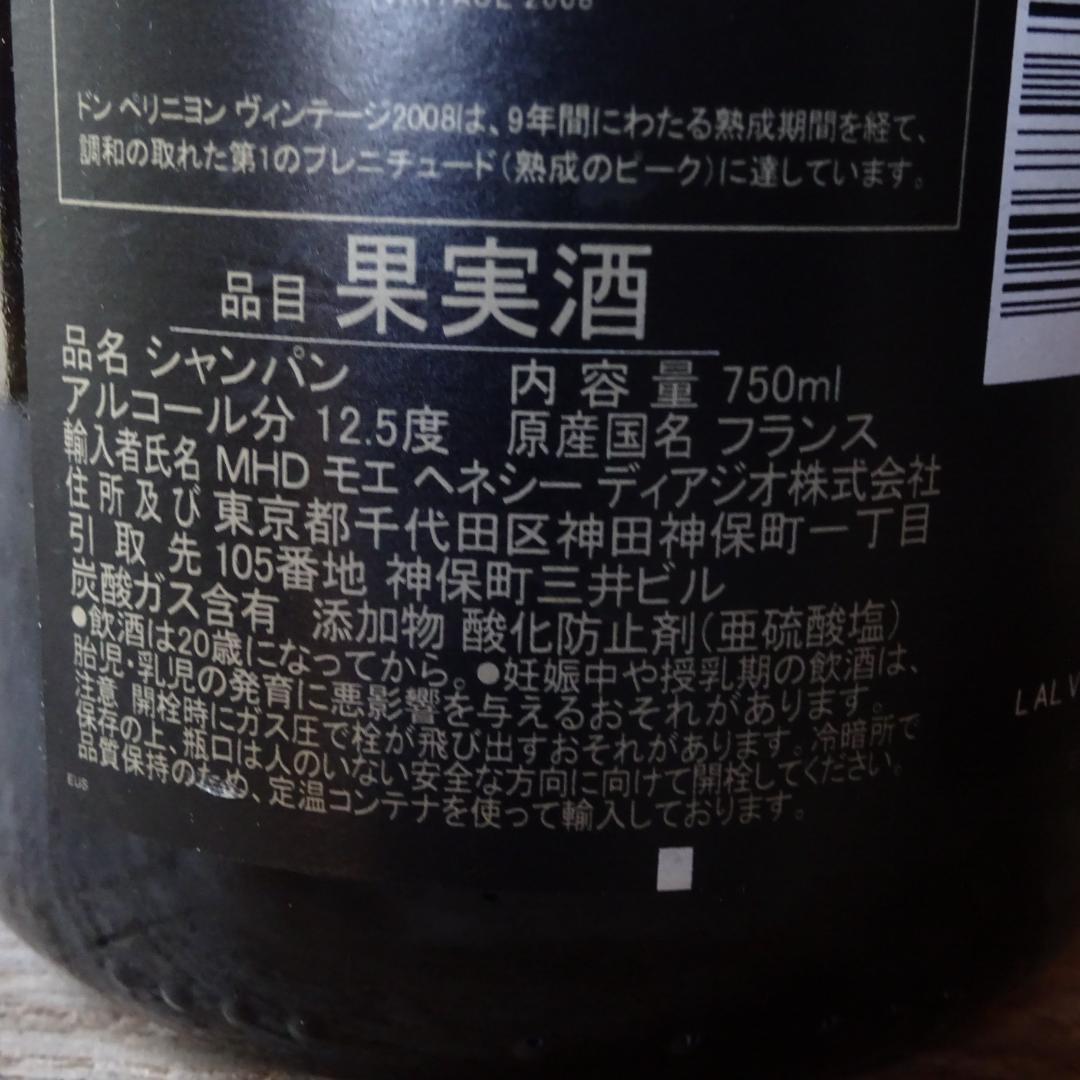 VINTAGE 2008
ドン ペリニヨン ヴィンテージ2008は、9年間にわたる熟成期間を経て、
調和の取れた第1のプレニチュード(熟成のピーク)に達しています。
品目 果実酒
品名 シャンパン 内容量 750ml
アルコール分 12.5度 原産国名 フランス
輸入者氏名 MHD モエ ヘネシー ディアジオ株式会社
住所及び 東京都千代田区神田神保町一丁目
引取先 105番地 神保町三井ビル
炭酸ガス含有 添加物 酸化防止剤(亜硫酸塩)
●飲酒は20歳になってから。●妊娠中や授乳期の飲酒は、
胎児・乳児の発育に悪影響を与えるおそれがあります。
注意 開栓時にガス圧で栓が飛び出すおそれがあります。冷暗所で
保存の上、瓶口は人のいない安全な方向に向けて開栓してください。
品質保持のため、定温コンテナを使って輸入しております。
EUS
LALV